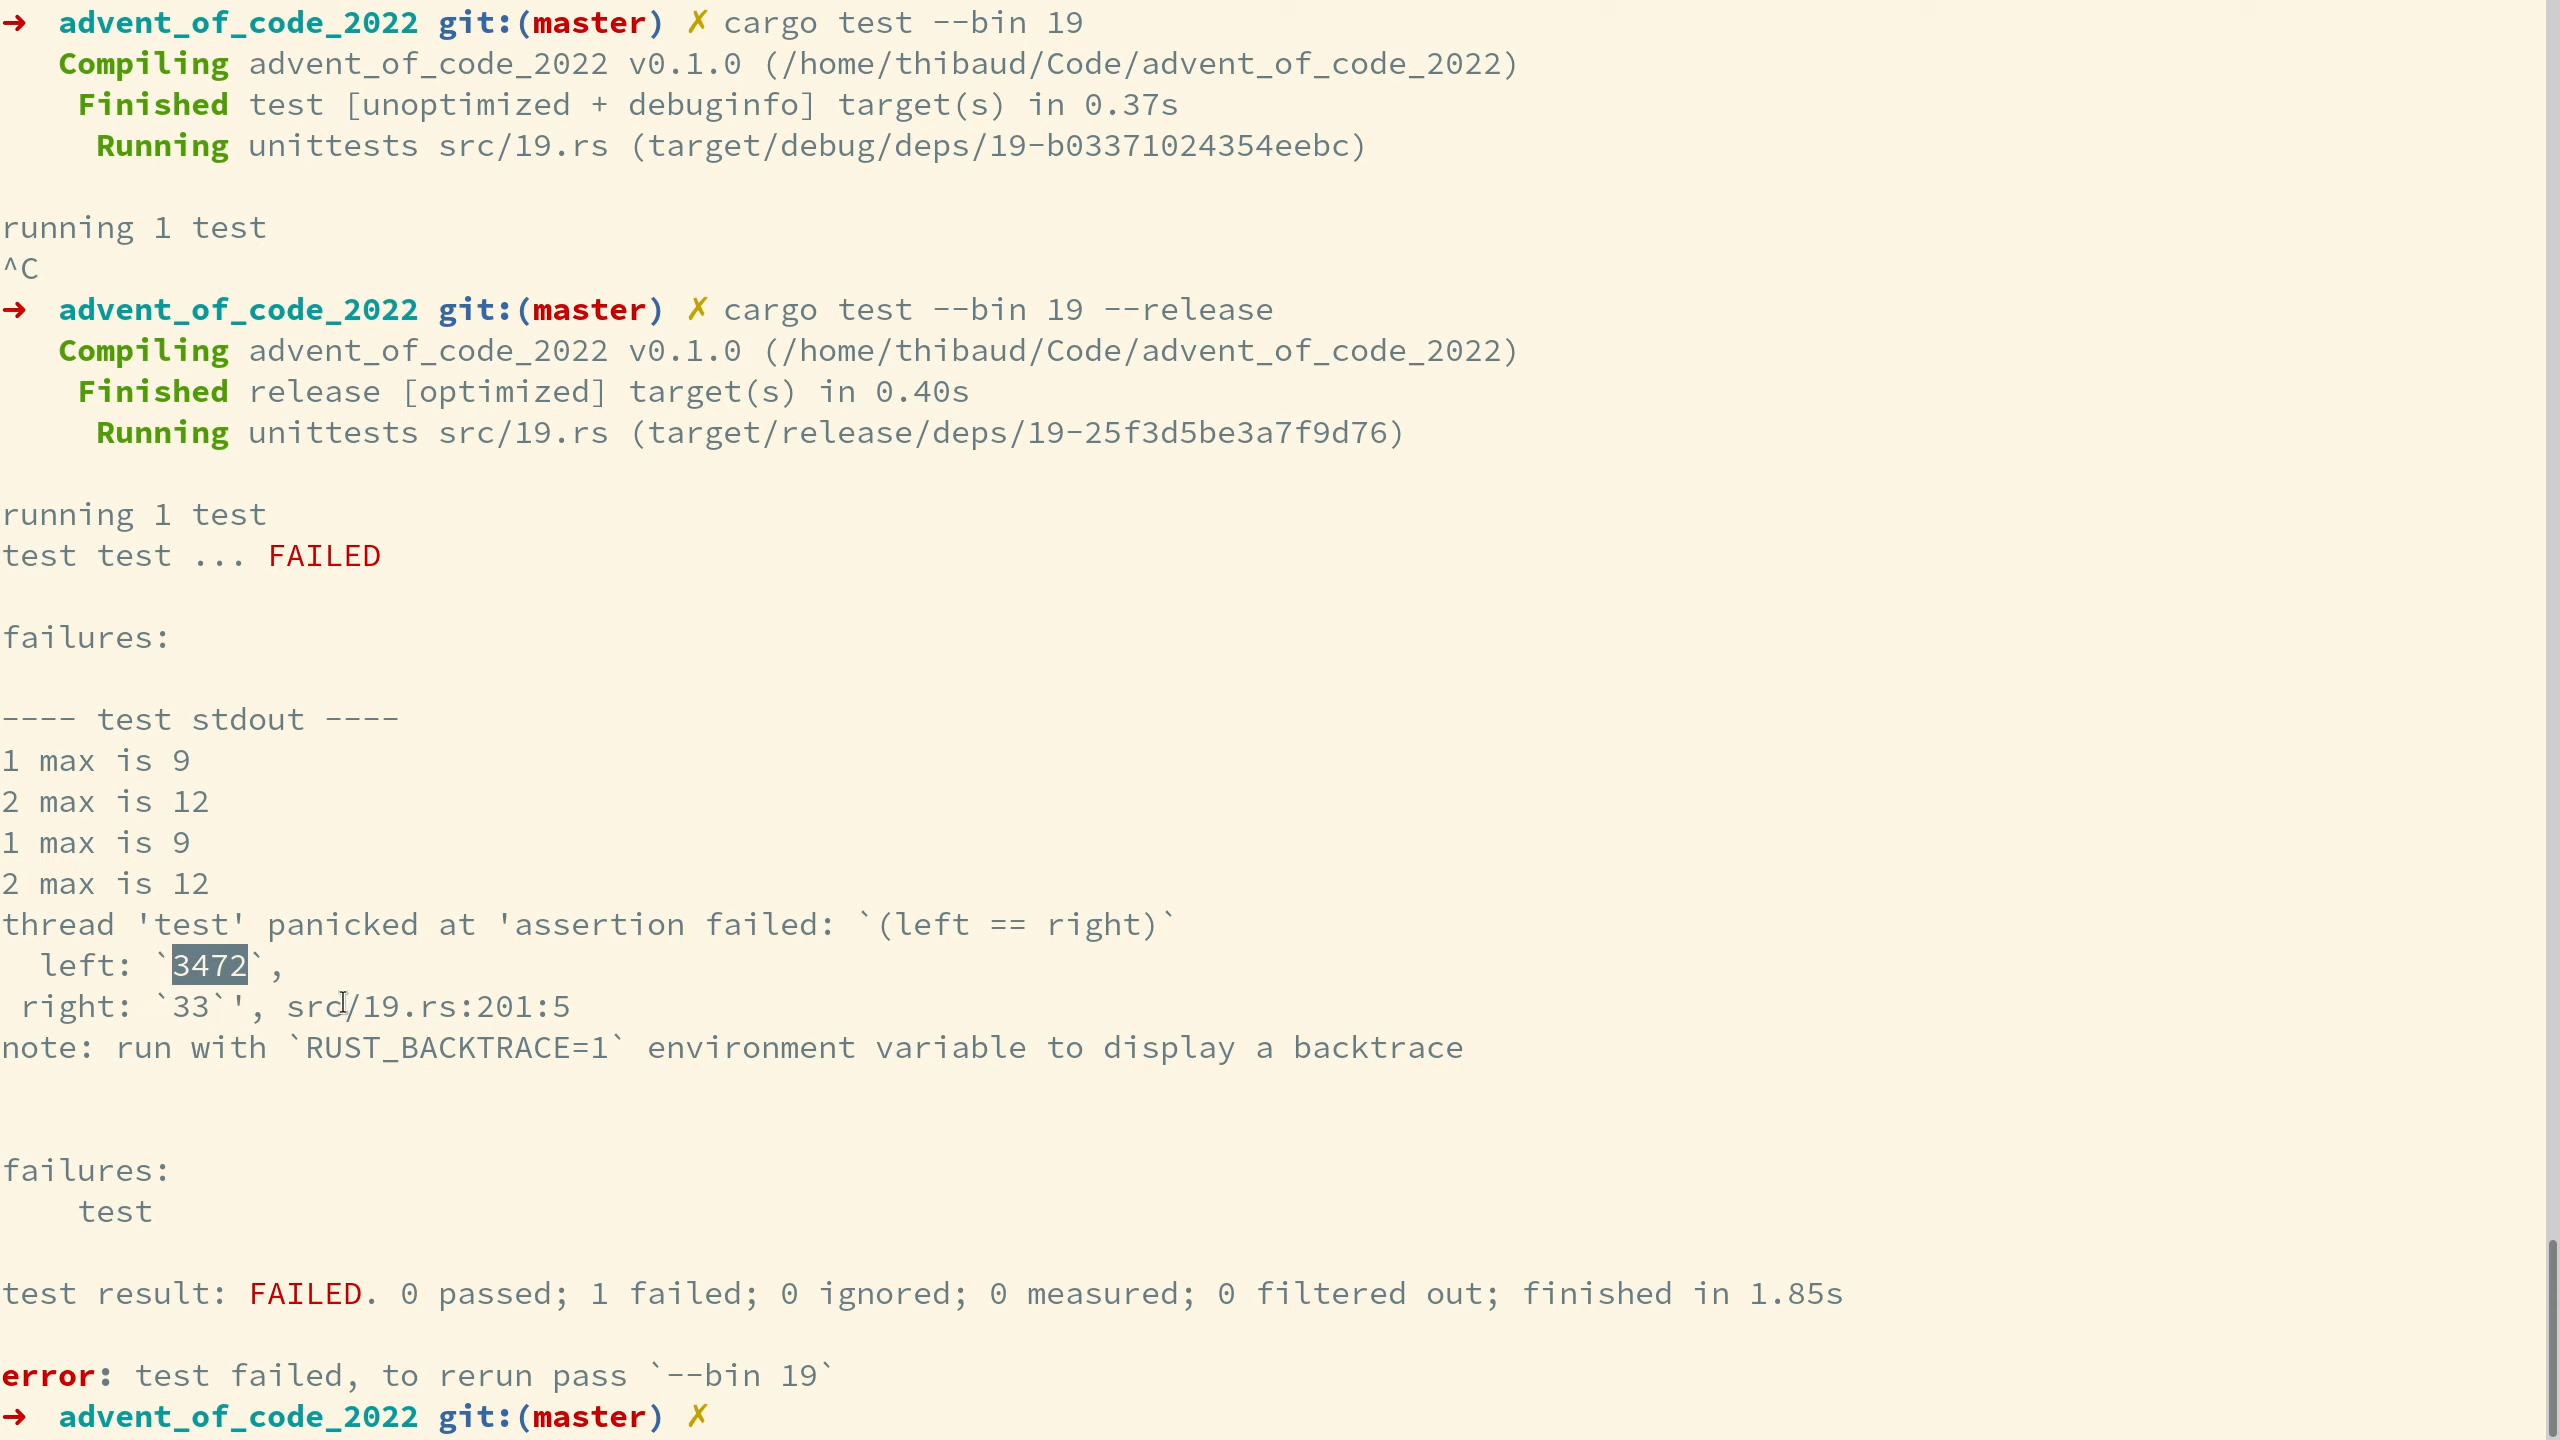 ➜  advent_of_code_2022 git:(master) ✗ cargo test --bin 19
   Compiling advent_of_code_2022 v0.1.0 (/home/thibaud/Code/advent_of_code_2022)
    Finished test [unoptimized + debuginfo] target(s) in 0.37s
     Running unittests src/19.rs (target/debug/deps/19-b03371024354eebc)

running 1 test
^C
➜  advent_of_code_2022 git:(master) ✗ cargo test --bin 19 --release
   Compiling advent_of_code_2022 v0.1.0 (/home/thibaud/Code/advent_of_code_2022)
    Finished release [optimized] target(s) in 0.40s
     Running unittests src/19.rs (target/release/deps/19-25f3d5be3a7f9d76)

running 1 test
test test ... FAILED

failures:

---- test stdout ----
1 max is 9
2 max is 12
1 max is 9
2 max is 12
thread 'test' panicked at 'assertion failed: `(left == right)`
  left: `3472`,
 right: `33`', src/19.rs:201:5
note: run with `RUST_BACKTRACE=1` environment variable to display a backtrace


failures:
    test

test result: FAILED. 0 passed; 1 failed; 0 ignored; 0 measured; 0 filtered out; finished in 1.85s

error: test failed, to rerun pass `--bin 19`
➜  advent_of_code_2022 git:(master) ✗